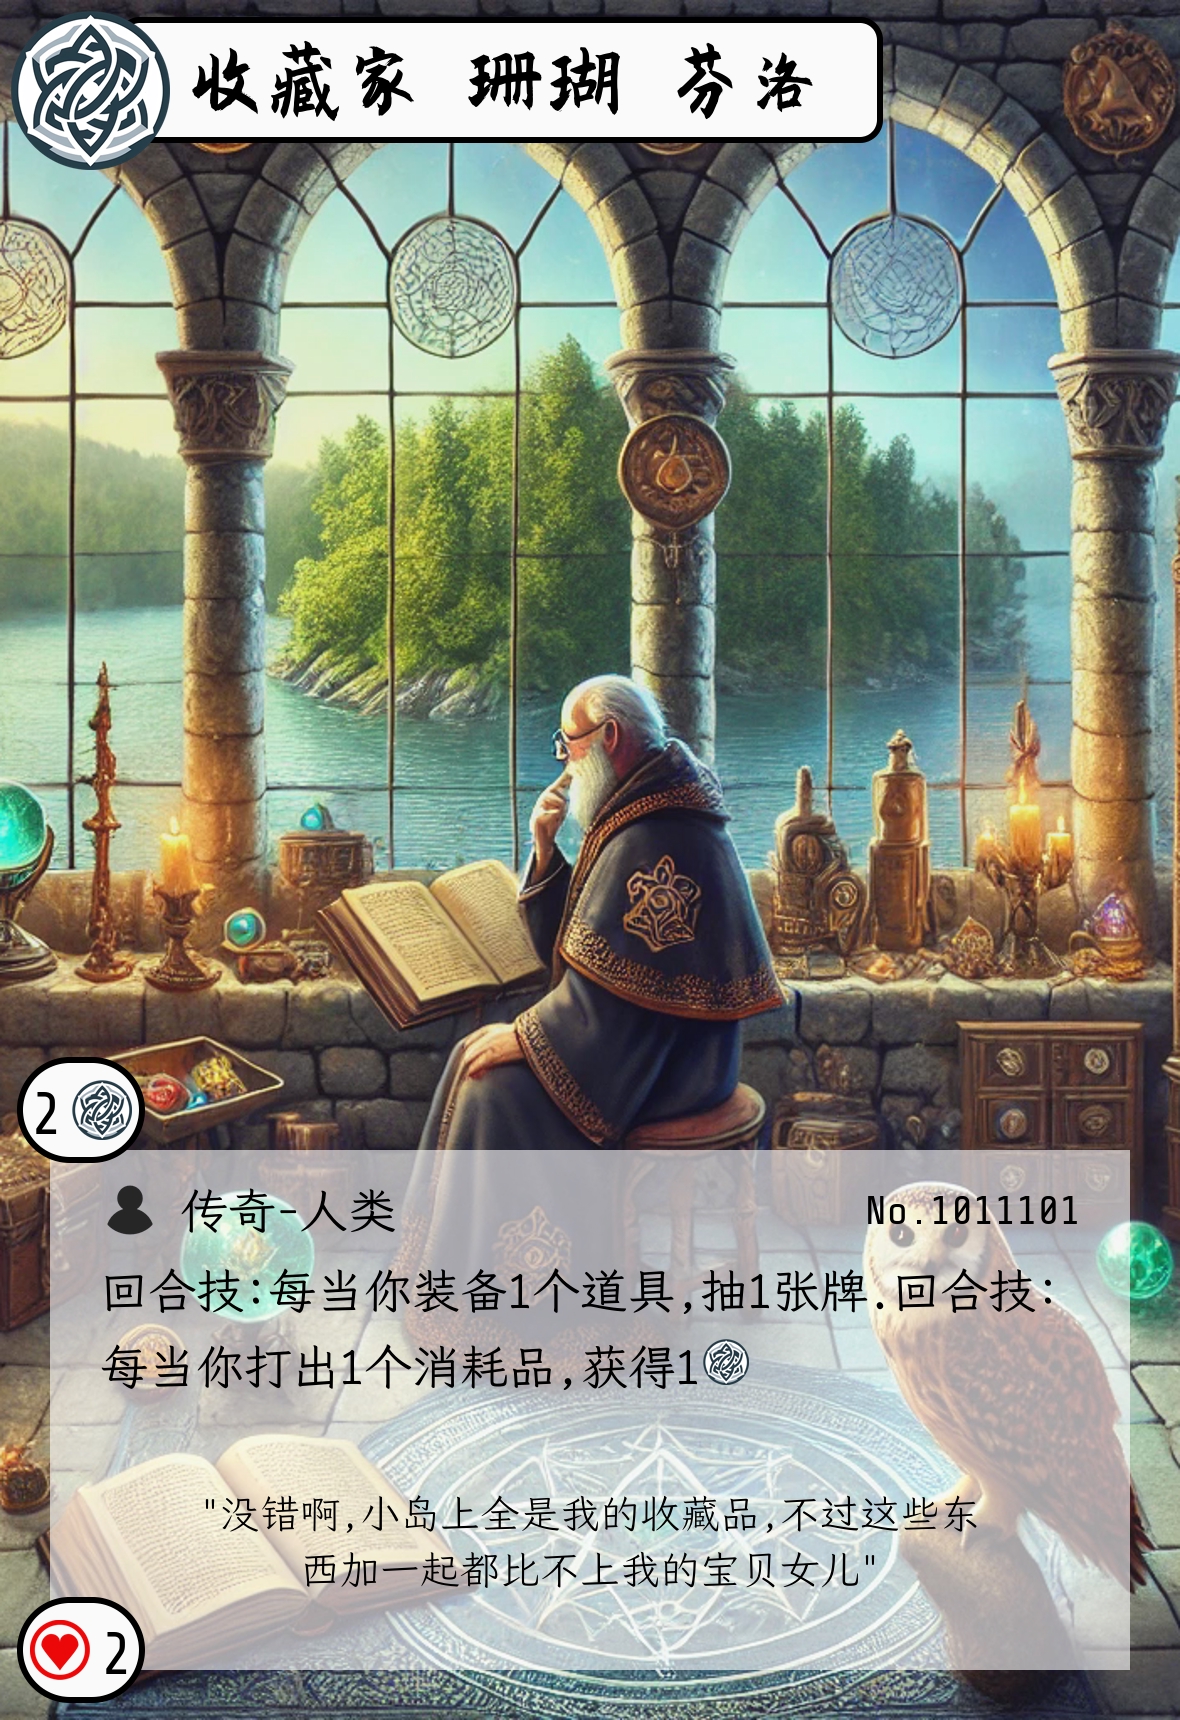 收藏家 珊瑚 芬洛
2
传奇-人类
No.1011101
回合技:每当你装备1个道具,抽1张牌.回合技:
每当你打出1个消耗品,获得1
"没错啊,小岛上全是我的收藏品,不过这些东
西加一起都比不上我的宝贝女儿"
2